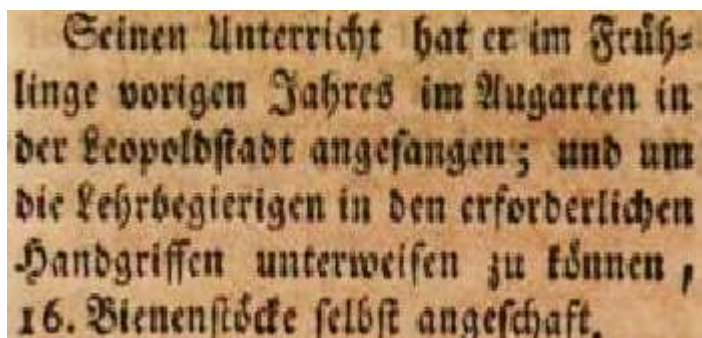 Seinen Unterricht hat er im Früh⸗
linge vorigen Jahres im Augarten in
der Leopoldſtadt angefangen; und um
die Lehrbegierigen in den erforderlichen
Handgriffen unterweiſen zu können,
16. Bienenſtöcke ſelbſt angeſchaft.